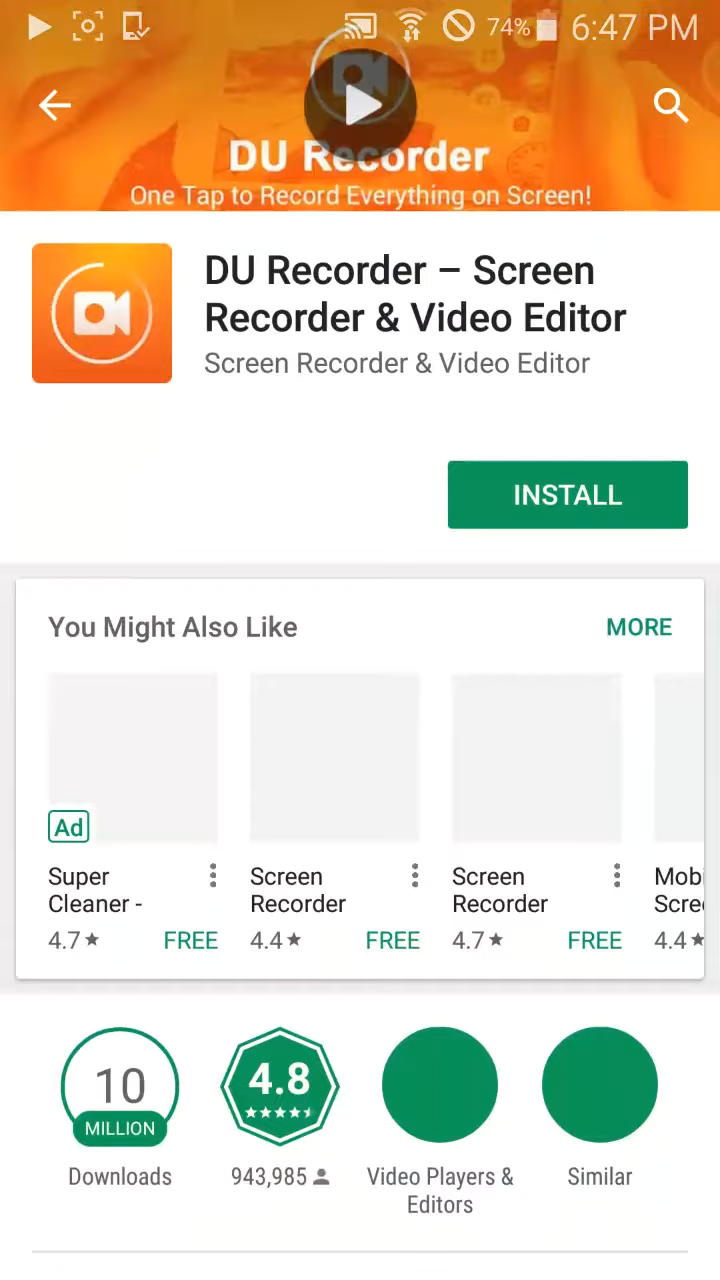 74% 6:47 PM
DU Recorder
One Tap to Record Everything on Screen!
DU Recorder – Screen
Recorder & Video Editor
Screen Recorder & Video Editor
INSTALL
You Might Also Like MORE
Ad
Super
Cleaner -
4.7 FREE
Screen
Recorder
4.4 FREE
Screen
Recorder
4.7 FREE
Mobi
Scre
4.4
10
MILLION
Downloads
4.8
943,985
Video Players &
Editors
Similar